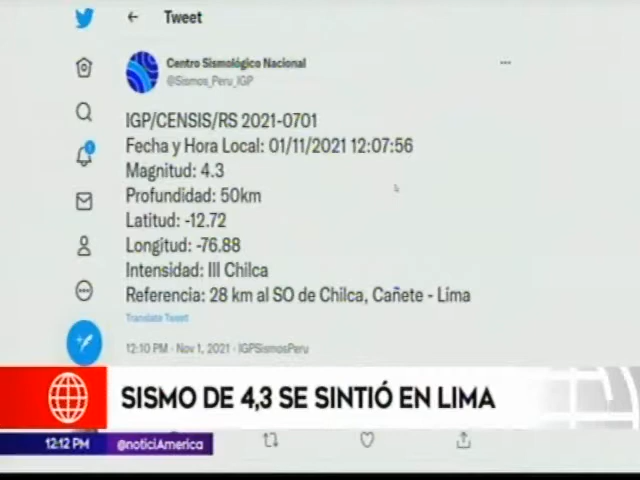 Tweet
Centro Sismológico Nacional
@Sismos_Peru_IGP
IGP/CENSIS/RS 2021-0701
Fecha y Hora Local: 01/11/2021 12:07:56
Magnitud: 4.3
Profundidad: 50km
Latitud: -12.72
Longitud: -76.88
Intensidad: III Chilca
Referencia: 28 km al SO de Chilca, Cañete - Lima
Translate Tweet
12:10 PM · Nov 1, 2021 · IGPSismosPeru
SISMO DE 4,3 SE SINTIÓ EN LIMA
12:12 PM
@noticiAmerica